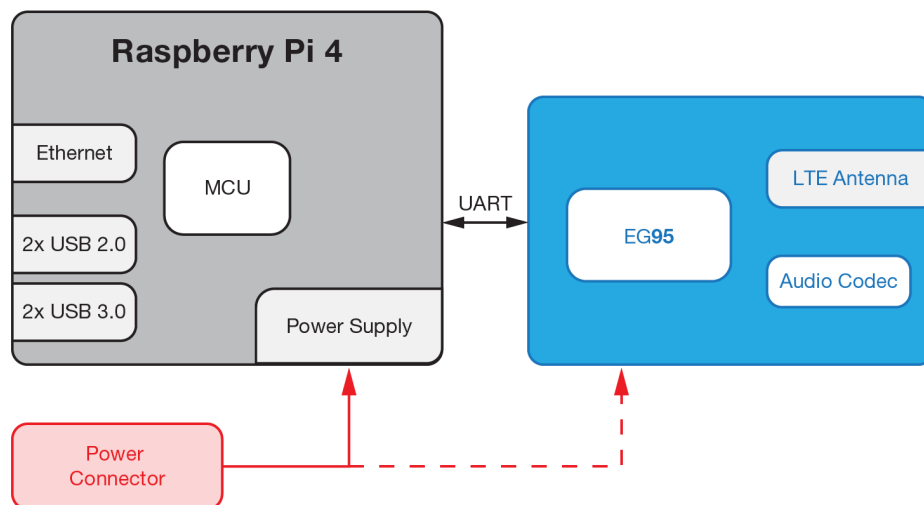 Raspberry Pi 4
Ethernet
MCU
2x USB 2.0
2x USB 3.0
Power Supply
UART
EG95
LTE Antenna
Audio Codec
Power
Connector